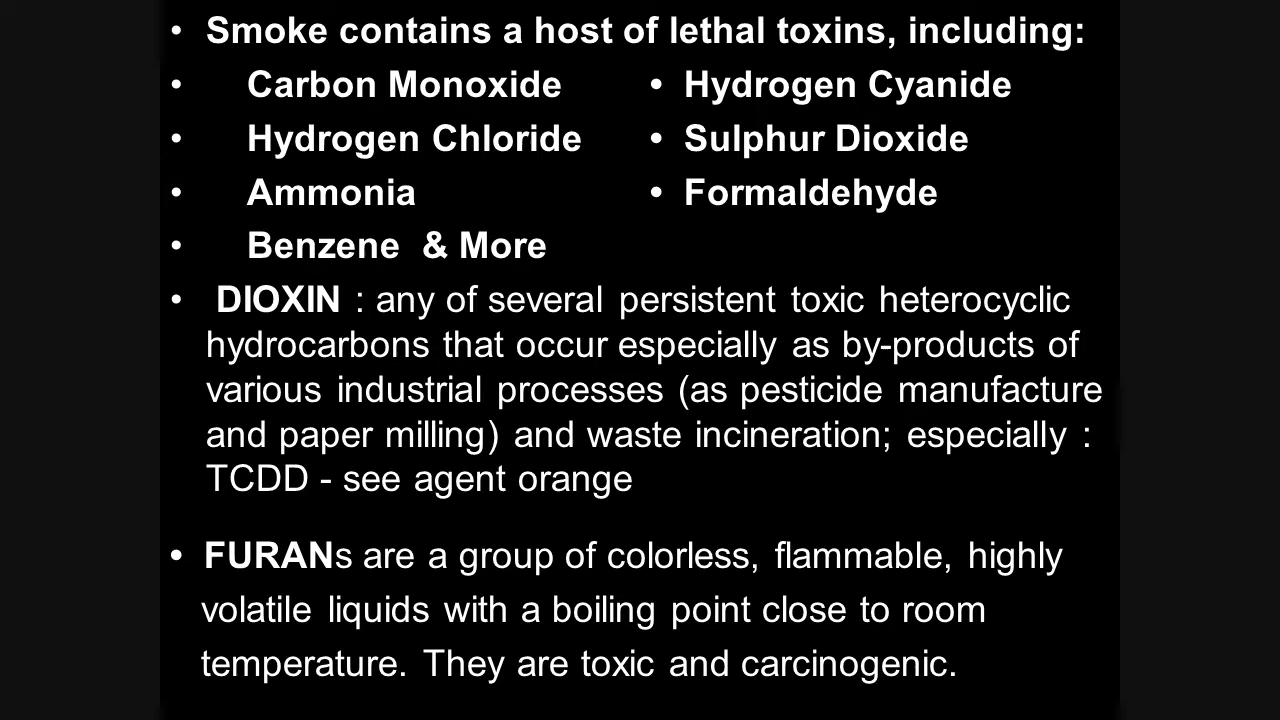 • Smoke contains a host of lethal toxins, including:
• Carbon Monoxide • Hydrogen Cyanide
• Hydrogen Chloride • Sulphur Dioxide
• Ammonia • Formaldehyde
• Benzene & More
• DIOXIN : any of several persistent toxic heterocyclic
hydrocarbons that occur especially as by-products of
various industrial processes (as pesticide manufacture
and paper milling) and waste incineration; especially :
TCDD - see agent orange
• FURANs are a group of colorless, flammable, highly
volatile liquids with a boiling point close to room
temperature. They are toxic and carcinogenic.